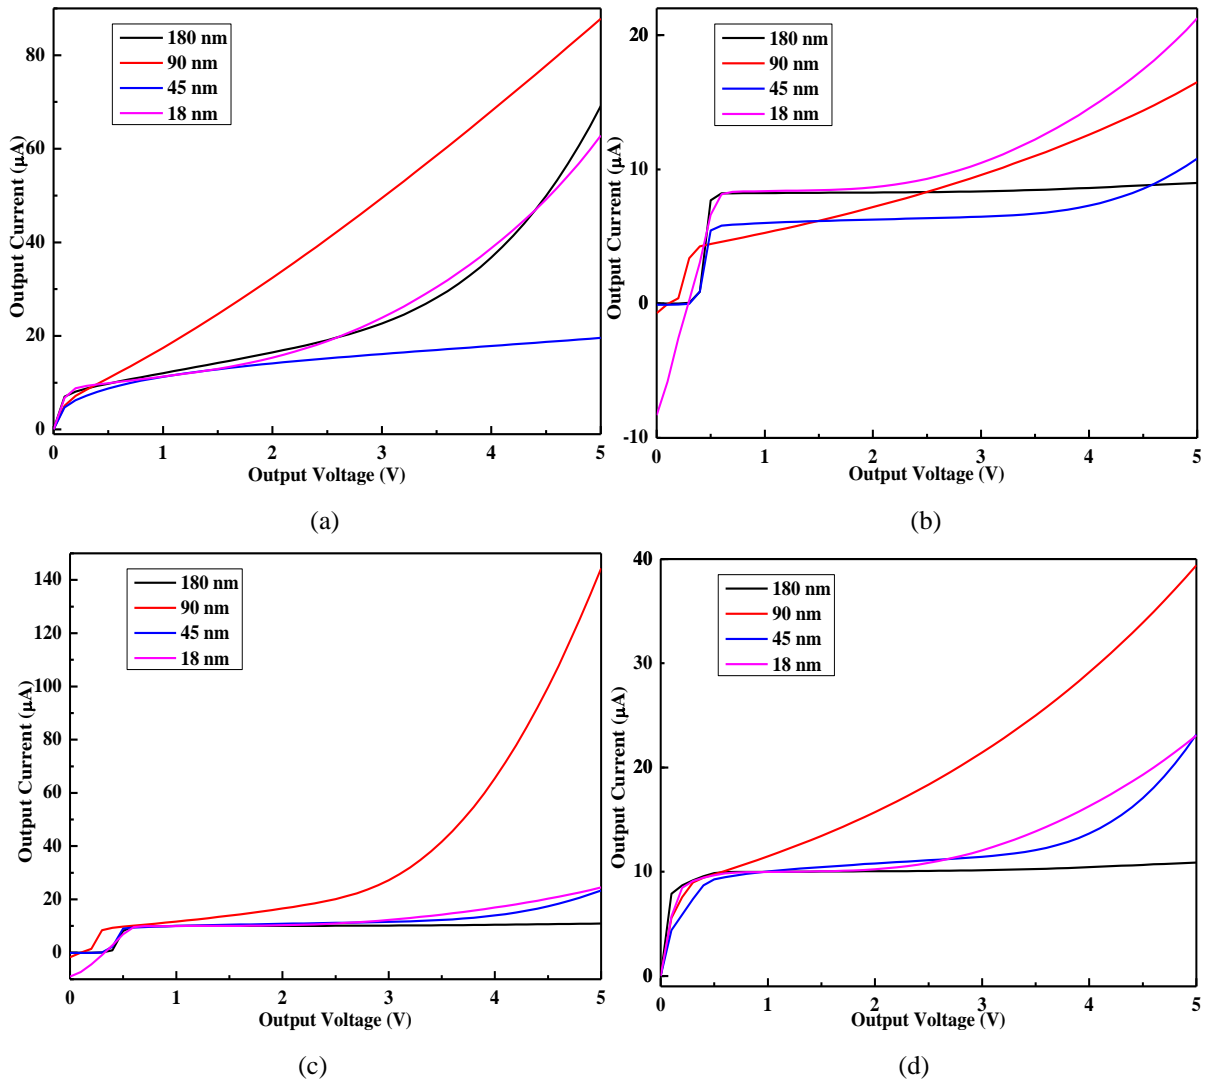 180 nm
90 nm
45 nm
18 nm
80
60
40
20
0
Output Current (µA)
0 1 2 3 4 5
Output Voltage (V)
(a)
180 nm
90 nm
45 nm
18 nm
20
10
0
-10
Output Current (µA)
0 1 2 3 4 5
Output Voltage (V)
(b)
180 nm
90 nm
45 nm
18 nm
140
120
100
80
60
40
20
0
Output Current (µA)
0 1 2 3 4 5
Output Voltage (V)
(c)
180 nm
90 nm
45 nm
18 nm
40
30
20
10
0
Output Current (µA)
0 1 2 3 4 5
Output Voltage (V)
(d)